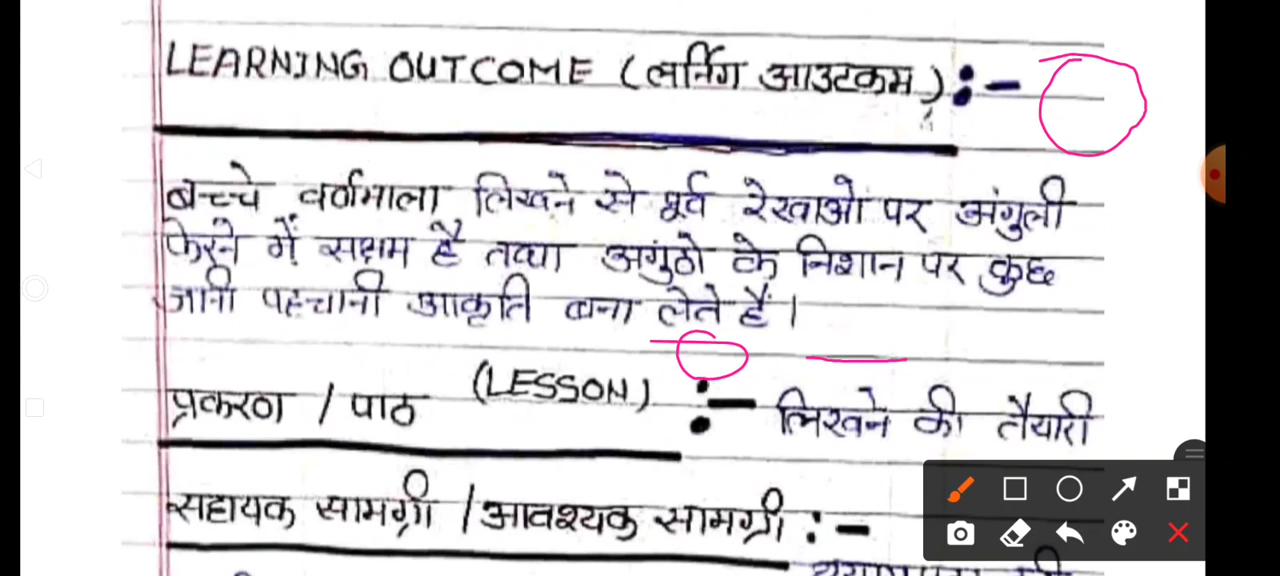 LEARNING OUTCOME (लर्निग आउटकम) :-
बच्चे वर्णमाला लिखने से पूर्व रेखाओ पर अंगुली
फेरने में सक्षम है तथा अगुंठो के निशान पर कुछ
जानी पहचानी आकृति बना लेते हैं।
प्रकरण / पाठ (LESSON) :- लिखने की तैयारी
सहायक सामग्री / आवश्यक सामग्री :-